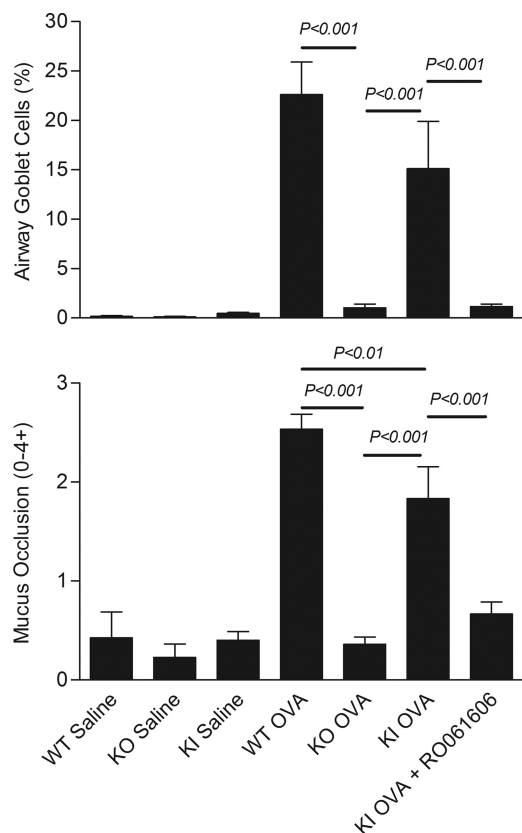 Airway Goblet Cells (%)
30
25
20
15
10
5
0
P<0.001
P<0.001
P<0.001
Mucus Occlusion (0-4+)
3
2
1
0
P<0.01
P<0.001
P<0.001
P<0.001
WT Saline
KO Saline
KI Saline
WT OVA
KO OVA
KI OVA
KI OVA + RO061606